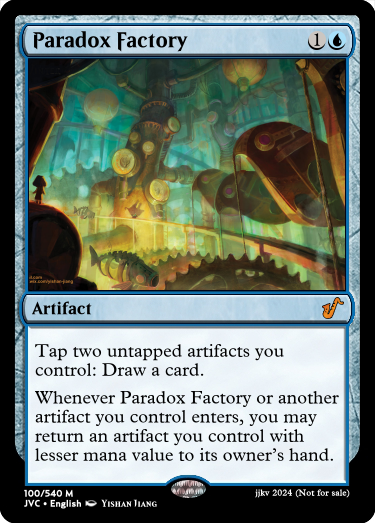 Paradox Factory 1
Artifact
Tap two untapped artifacts you
control: Draw a card.
Whenever Paradox Factory or another
artifact you control enters, you may
return an artifact you control with
lesser mana value to its owner's hand.
100/540 M
JVC • English YISHAN JIANG
jjkv 2024 (Not for sale)